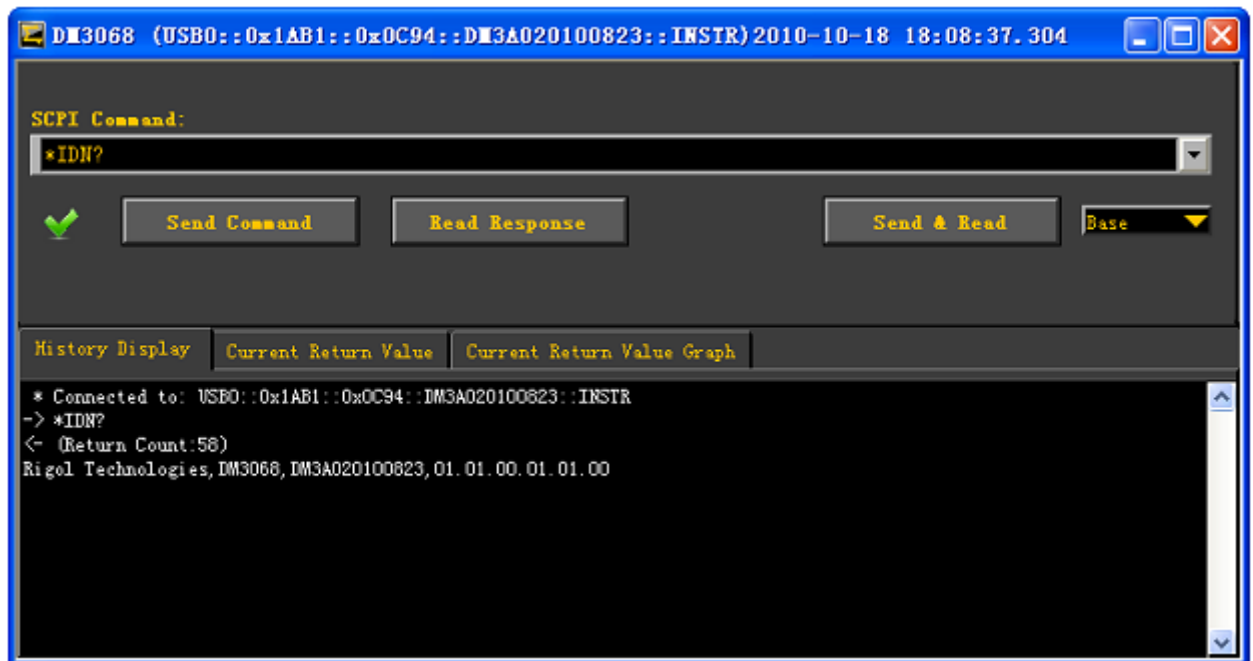 DM3068 (USB0::0x1AB1::0x0C94::DM3A020100823::INSTR)2010-10-18 18:08:37.304
SCPI Command:
*IDN?
Send Command
Read Response
Send & Read
Base
History Display
Current Return Value
Current Return Value Graph
* Connected to: USB0::0x1AB1::0x0C94::DM3A020100823::INSTR
-> *IDN?
<- (Return Count:58)
Rigol Technologies,DM3068,DM3A020100823,01.01.00.01.01.00